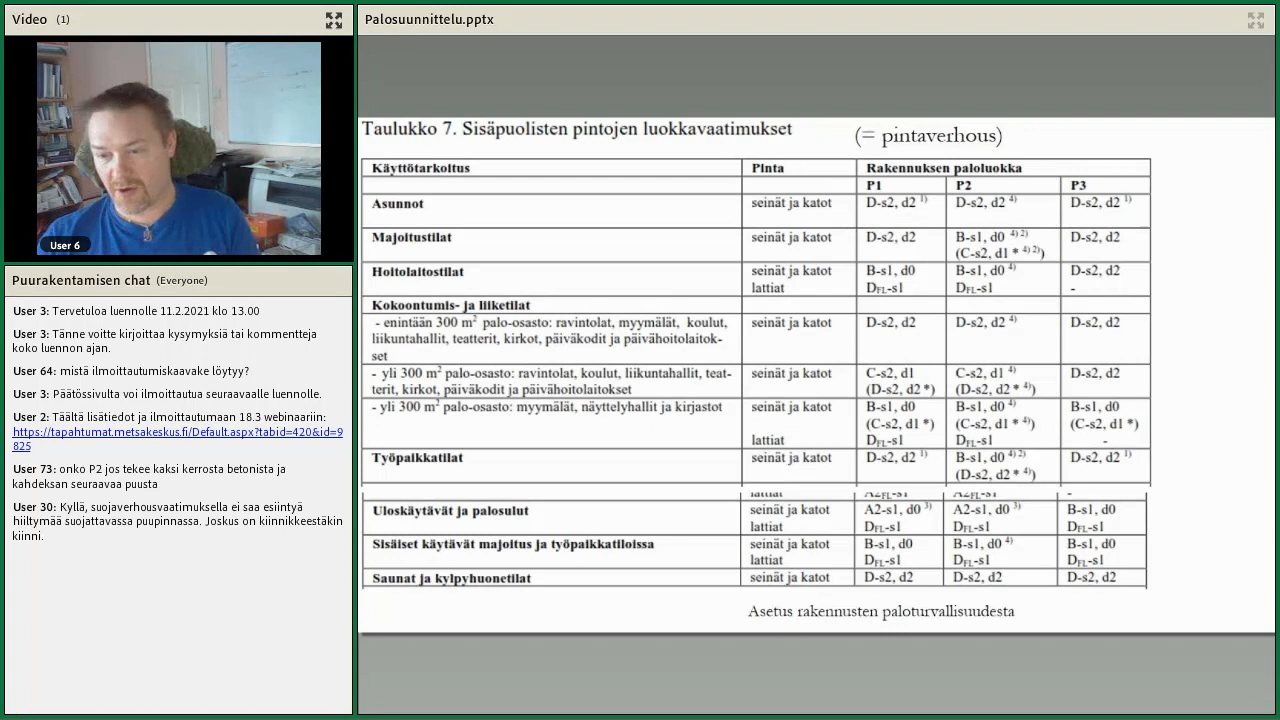 Video (1)
User 6
Puurakentamisen chat (Everyone)
User 3: Tervetuloa luennolle 11.2.2021 klo 13.00
User 3: Tänne voitte kirjoittaa kysymyksiä tai kommentteja
koko luennon ajan.
User 64: mistä ilmoittautumiskaavake löytyy?
User 3: Päätössivulta voi ilmoittautua seuraavaalle luennolle.
User 2: Täältä lisätiedot ja ilmoittautumaan 18.3 webinaariin:
https://tapahtumat.metsakeskus.fi/Default.aspx?tabid=420&id=9
825
User 73: onko P2 jos tekee kaksi kerrosta betonista ja
kahdeksan seuraavaa puusta
User 30: Kyllä, suojaverhousvaatimuksella ei saa esiintyä
hiiltymää suojattavassa puupinnassa. Joskus on kiinnikkeestäkin
kiinni.
Palosuunnittelu.pptx
Taulukko 7. Sisäpuolisten pintojen luokkavaatimukset (= pintaverhous)
Käyttötarkoitus Pinta Rakennuksen paloluokka
P1 P2 P3
Asunnot seinät ja katot D-s2, d2 1) D-s2, d2 4) D-s2, d2 1)
Majoitustilat seinät ja katot D-s2, d2 B-s1, d0 4) 2) D-s2, d2
(C-s2, d1 * 4) 2))
Hoitolaitostilat seinät ja katot B-s1, d0 B-s1, d0 4) D-s2, d2
lattiat DFL-s1 DFL-s1 -
Kokoontumis- ja liiketilat
- enintään 300 m2 palo-osasto: ravintolat, myymälät, koulut, seinät ja katot D-s2, d2 D-s2, d2 4) D-s2, d2
liikuntahallit, teatterit, kirkot, päiväkodit ja päivähoitolaitok-
set
- yli 300 m2 palo-osasto: ravintolat, koulut, liikuntahallit, teat- seinät ja katot C-s2, d1 C-s2, d1 4) D-s2, d2
terit, kirkot, päiväkodit ja päivähoitolaitokset (D-s2, d2 *) (D-s2, d2 * 4))
- yli 300 m2 palo-osasto: myymälät, näyttelyhallit ja kirjastot seinät ja katot B-s1, d0 B-s1, d0 4) B-s1, d0
(C-s2, d1 *) (C-s2, d1 * 4)) (C-s2, d1 *)
lattiat DFL-s1 DFL-s1 -
Työpaikkatilat seinät ja katot D-s2, d2 1) B-s1, d0 4) 2) D-s2, d2 1)
(D-s2, d2 * 4))
lattiat A2FL-s1 A2FL-s1 -
Uloskäytävät ja palosulut seinät ja katot A2-s1, d0 3) A2-s1, d0 3) B-s1, d0
lattiat DFL-s1 DFL-s1 DFL-s1
Sisäiset käytävät majoitus ja työpaikkatiloissa seinät ja katot B-s1, d0 B-s1, d0 4) B-s1, d0
lattiat DFL-s1 DFL-s1 DFL-s1
Saunat ja kylpyhuonetilat seinät ja katot D-s2, d2 D-s2, d2 D-s2, d2
Asetus rakennusten paloturvallisuudesta